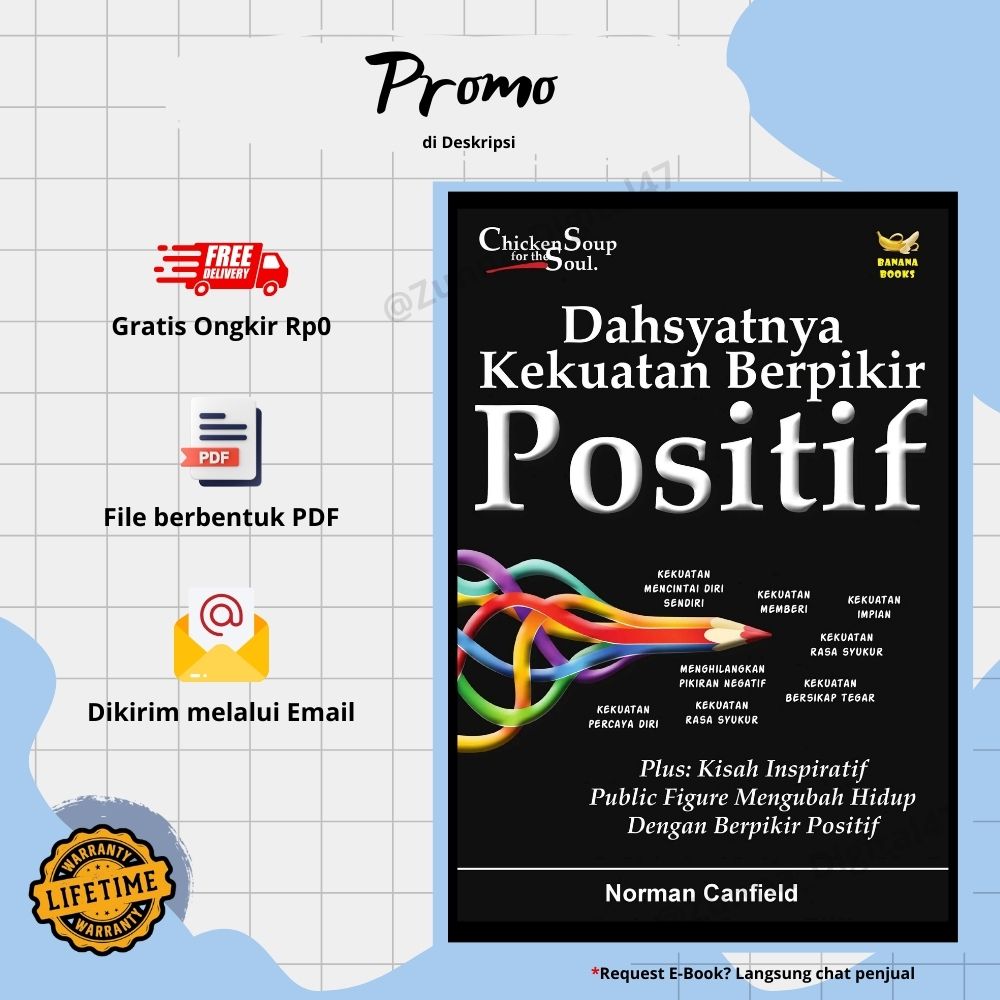 Promo
di Deskripsi
FREE
DELIVERY
Gratis Ongkir Rp0
PDF
File berbentuk PDF
@
Dikirim melalui Email
WARRANTY
LIFETIME
WARRANTY
Chicken Soup
for the Soul.
BANANA
BOOKS
Dahsyatnya
Kekuatan Berpikir
Positif
KEKUATAN
MENCINTAI DIRI
SENDIRI
KEKUATAN
MEMBERI
KEKUATAN
IMPIAN
KEKUATAN
RASA SYUKUR
MENGHILANGKAN
PIKIRAN NEGATIF
KEKUATAN
BERSIKAP TEGAR
KEKUATAN
PERCAYA DIRI
KEKUATAN
RASA SYUKUR
Plus: Kisah Inspiratif
Public Figure Mengubah Hidup
Dengan Berpikir Positif
Norman Canfield
*Request E-Book? Langsung chat penjual